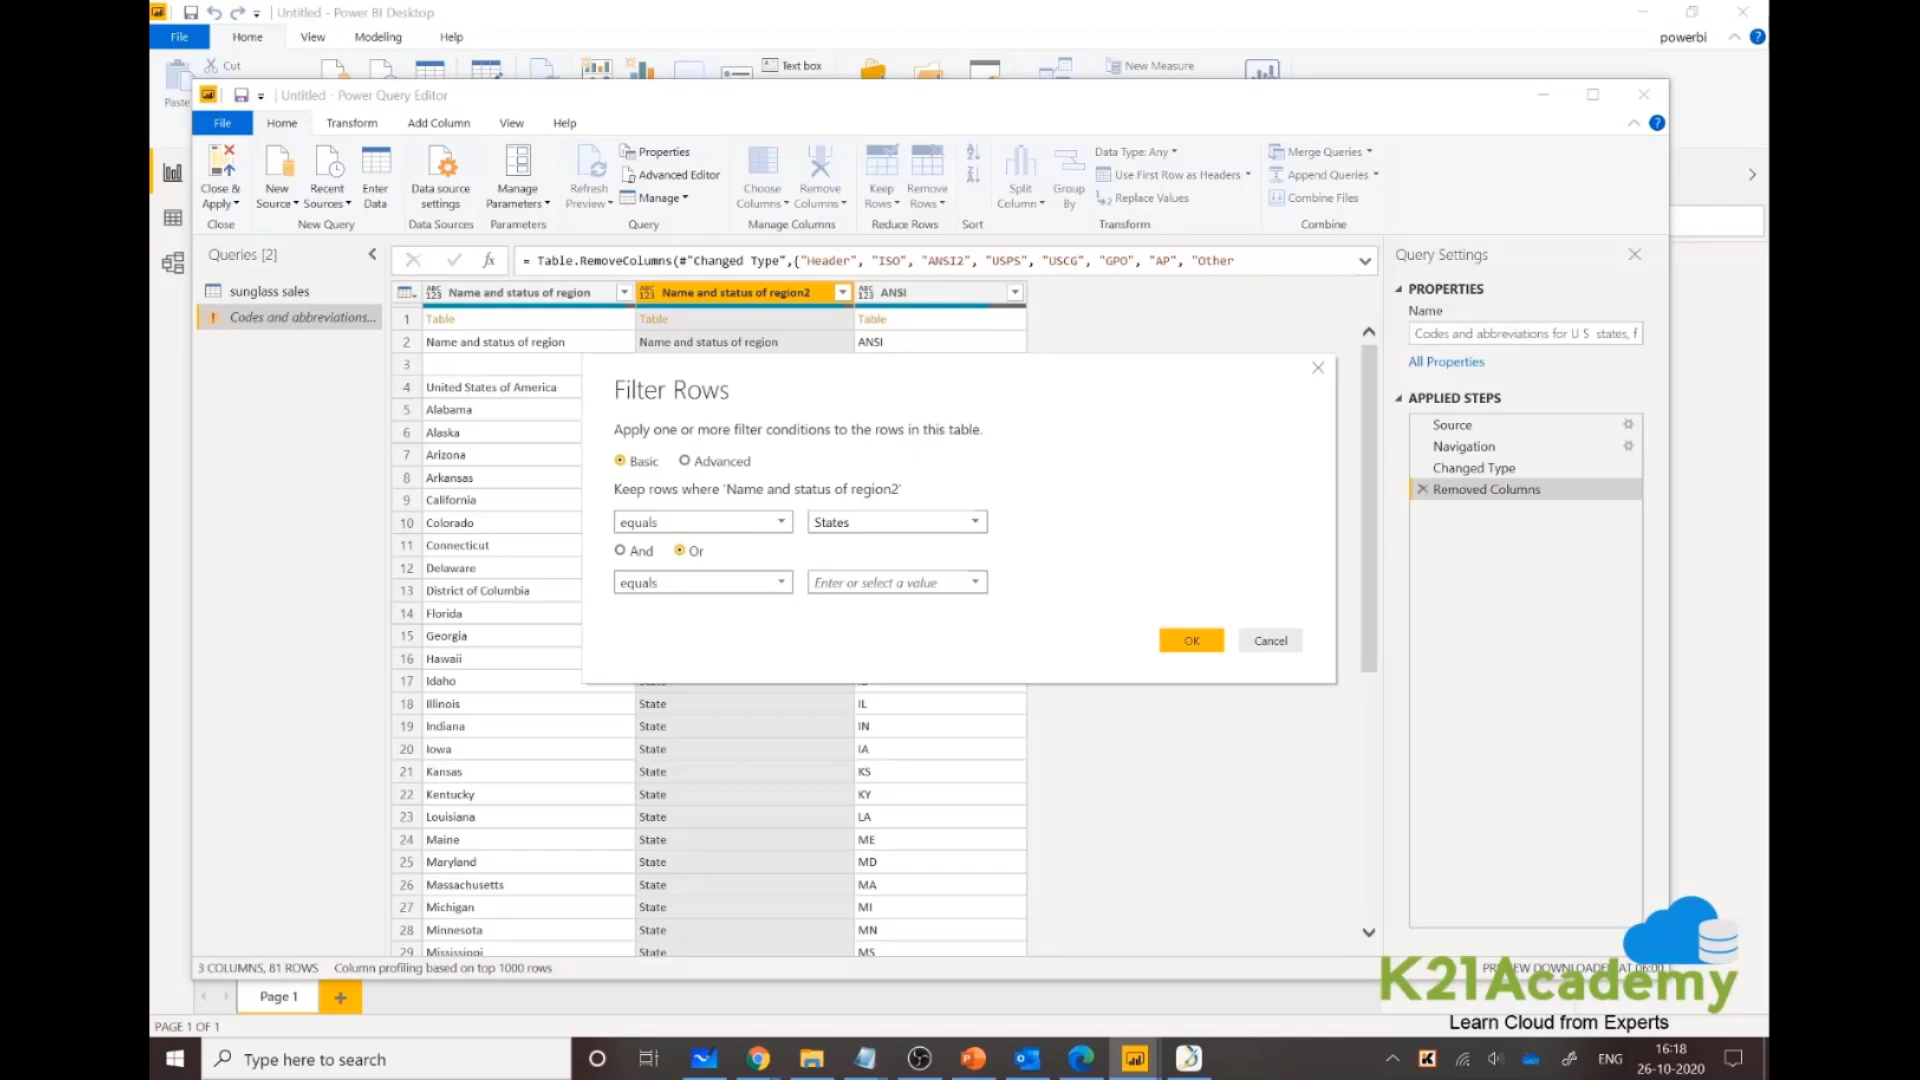 Untitled - Power BI Desktop
File Home View Modeling Help powerbi
Cut
Paste
Text box
New Measure
Untitled - Power Query Editor
File Home Transform Add Column View Help
Close & Apply
New Source
Recent Sources
Enter Data
Data source settings
Manage Parameters
Refresh Preview
Properties
Advanced Editor
Manage
Choose Columns
Remove Columns
Keep Rows
Remove Rows
Split Column
Group By
Data Type: Any
Use First Row as Headers
Replace Values
Merge Queries
Append Queries
Combine Files
Close New Query Data Sources Parameters Query Manage Columns Reduce Rows Sort Transform Combine
Queries [2]
sunglass sales
Codes and abbreviations...
fx = Table.RemoveColumns(#"Changed Type",{"Header", "ISO", "ANSI2", "USPS", "USCG", "GPO", "AP", "Other
ABC 123 Name and status of region ABC 123 Name and status of region2 ABC 123 ANSI
1 Table Table Table
2 Name and status of region Name and status of region ANSI
3
4 United States of America
5 Alabama
6 Alaska
7 Arizona
8 Arkansas
9 California
10 Colorado
11 Connecticut
12 Delaware
13 District of Columbia
14 Florida
15 Georgia
16 Hawaii
17 Idaho
18 Illinois State IL
19 Indiana State IN
20 Iowa State IA
21 Kansas State KS
22 Kentucky State KY
23 Louisiana State LA
24 Maine State ME
25 Maryland State MD
26 Massachusetts State MA
27 Michigan State MI
28 Minnesota State MN
29 Mississippi State MS
Filter Rows
Apply one or more filter conditions to the rows in this table.
Basic Advanced
Keep rows where 'Name and status of region2'
equals States
And Or
equals Enter or select a value
OK Cancel
Query Settings
PROPERTIES
Name
Codes and abbreviations for U S states, f
All Properties
APPLIED STEPS
Source
Navigation
Changed Type
Removed Columns
3 COLUMNS, 81 ROWS Column profiling based on top 1000 rows
Page 1
PAGE 1 OF 1
K21Academy
Learn Cloud from Experts
Type here to search
ENG
16:18
26-10-2020